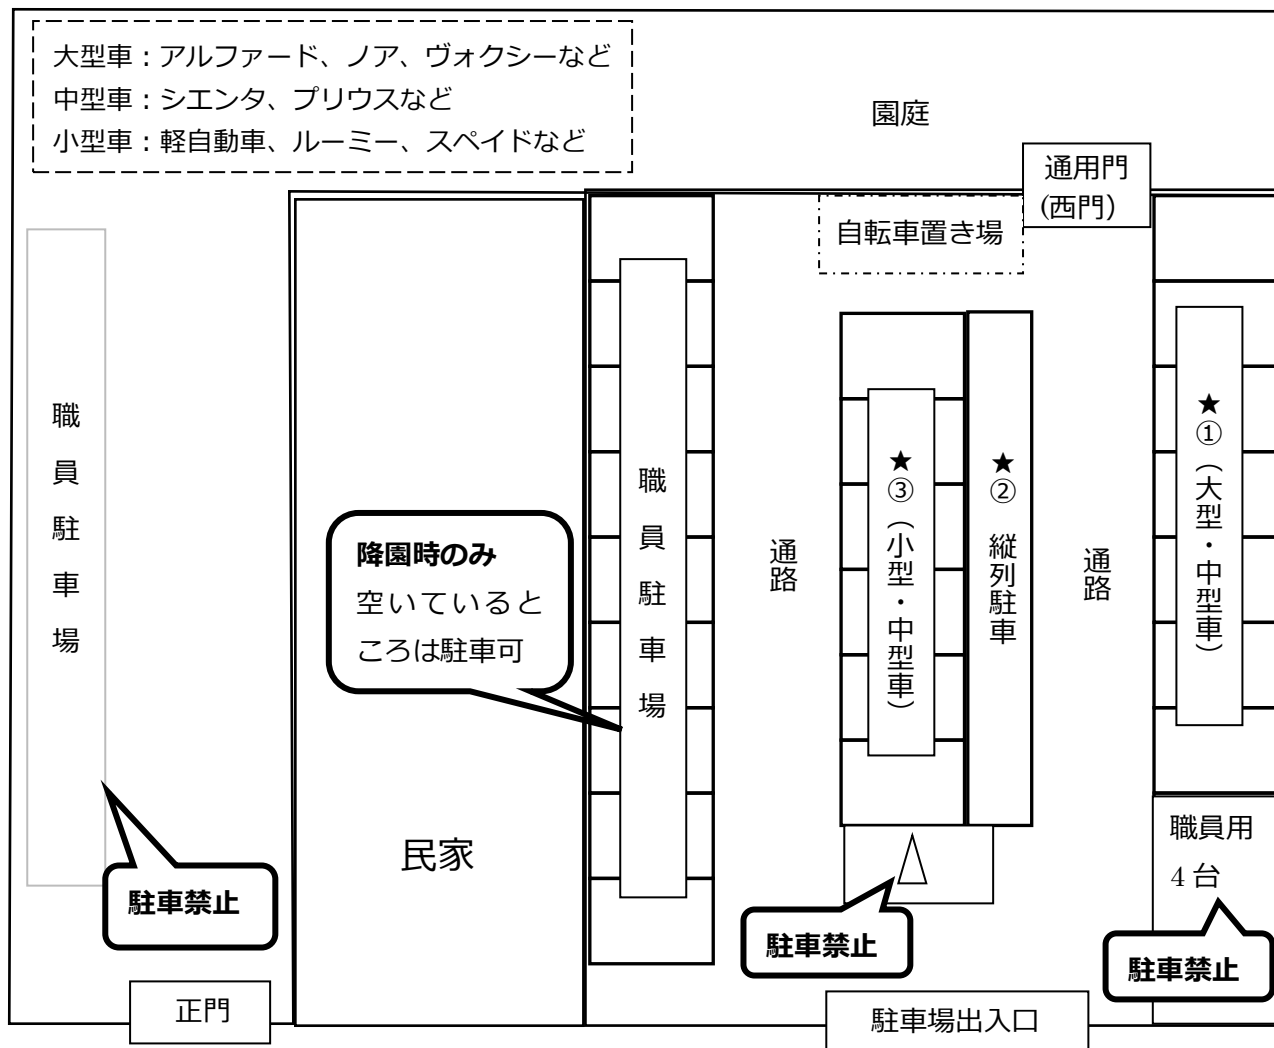 大型車：アルファード、ノア、ヴォクシーなど
中型車：シエンタ、プリウスなど
小型車：軽自動車、ルーミー、スペイドなど
園庭
通用門
(西門）
自転車置き場
職員駐車場
降園時のみ
空いていると
ころは駐車可
職員駐車場
通路
★③（小型・中型車）
★② 縦列駐車
通路
★①（大型・中型車）
民家
職員用
4台
駐車禁止
駐車禁止
駐車禁止
正門
駐車場出入口